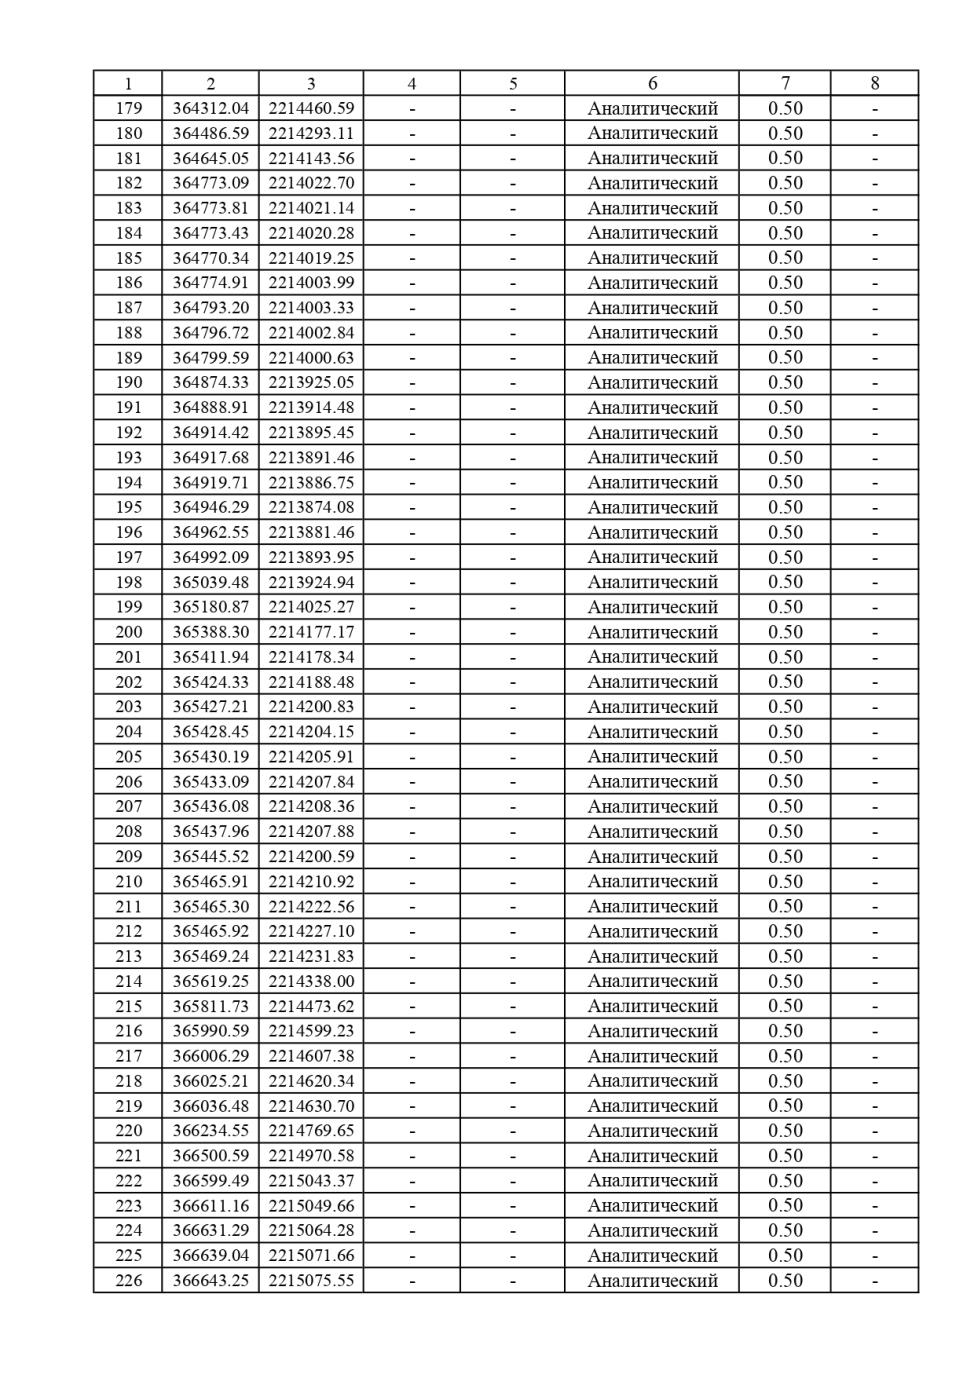 1 2 3 4 5 6 7 8
179 364312.04 2214460.59 - - Аналитический 0.50 -
180 364486.59 2214293.11 - - Аналитический 0.50 -
181 364645.05 2214143.56 - - Аналитический 0.50 -
182 364773.09 2214022.70 - - Аналитический 0.50 -
183 364773.81 2214021.14 - - Аналитический 0.50 -
184 364773.43 2214020.28 - - Аналитический 0.50 -
185 364770.34 2214019.25 - - Аналитический 0.50 -
186 364774.91 2214003.99 - - Аналитический 0.50 -
187 364793.20 2214003.33 - - Аналитический 0.50 -
188 364796.72 2214002.84 - - Аналитический 0.50 -
189 364799.59 2214000.63 - - Аналитический 0.50 -
190 364874.33 2213925.05 - - Аналитический 0.50 -
191 364888.91 2213914.48 - - Аналитический 0.50 -
192 364914.42 2213895.45 - - Аналитический 0.50 -
193 364917.68 2213891.46 - - Аналитический 0.50 -
194 364919.71 2213886.75 - - Аналитический 0.50 -
195 364946.29 2213874.08 - - Аналитический 0.50 -
196 364962.55 2213881.46 - - Аналитический 0.50 -
197 364992.09 2213893.95 - - Аналитический 0.50 -
198 365039.48 2213924.94 - - Аналитический 0.50 -
199 365180.87 2214025.27 - - Аналитический 0.50 -
200 365388.30 2214177.17 - - Аналитический 0.50 -
201 365411.94 2214178.34 - - Аналитический 0.50 -
202 365424.33 2214188.48 - - Аналитический 0.50 -
203 365427.21 2214200.83 - - Аналитический 0.50 -
204 365428.45 2214204.15 - - Аналитический 0.50 -
205 365430.19 2214205.91 - - Аналитический 0.50 -
206 365433.09 2214207.84 - - Аналитический 0.50 -
207 365436.08 2214208.36 - - Аналитический 0.50 -
208 365437.96 2214207.88 - - Аналитический 0.50 -
209 365445.52 2214200.59 - - Аналитический 0.50 -
210 365465.91 2214210.92 - - Аналитический 0.50 -
211 365465.30 2214222.56 - - Аналитический 0.50 -
212 365465.92 2214227.10 - - Аналитический 0.50 -
213 365469.24 2214231.83 - - Аналитический 0.50 -
214 365619.25 2214338.00 - - Аналитический 0.50 -
215 365811.73 2214473.62 - - Аналитический 0.50 -
216 365990.59 2214599.23 - - Аналитический 0.50 -
217 366006.29 2214607.38 - - Аналитический 0.50 -
218 366025.21 2214620.34 - - Аналитический 0.50 -
219 366036.48 2214630.70 - - Аналитический 0.50 -
220 366234.55 2214769.65 - - Аналитический 0.50 -
221 366500.59 2214970.58 - - Аналитический 0.50 -
222 366599.49 2215043.37 - - Аналитический 0.50 -
223 366611.16 2215049.66 - - Аналитический 0.50 -
224 366631.29 2215064.28 - - Аналитический 0.50 -
225 366639.04 2215071.66 - - Аналитический 0.50 -
226 366643.25 2215075.55 - - Аналитический 0.50 -